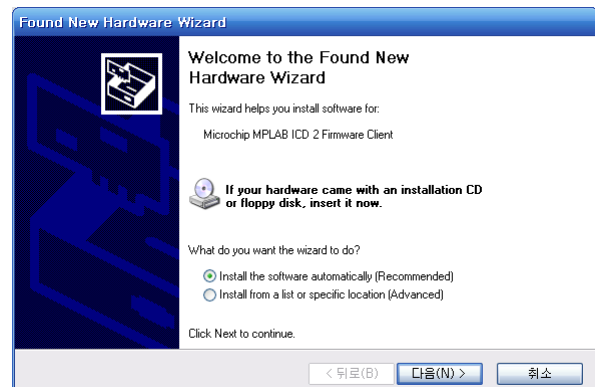 Found New Hardware Wizard
Welcome to the Found New
Hardware Wizard
This wizard helps you install software for:
Microchip MPLAB ICD 2 Firmware Client
If your hardware came with an installation CD
or floppy disk, insert it now.
What do you want the wizard to do?
Install the software automatically (Recommended)
Install from a list or specific location (Advanced)
Click Next to continue.
< 뒤로(B) 다음(N) > 취소